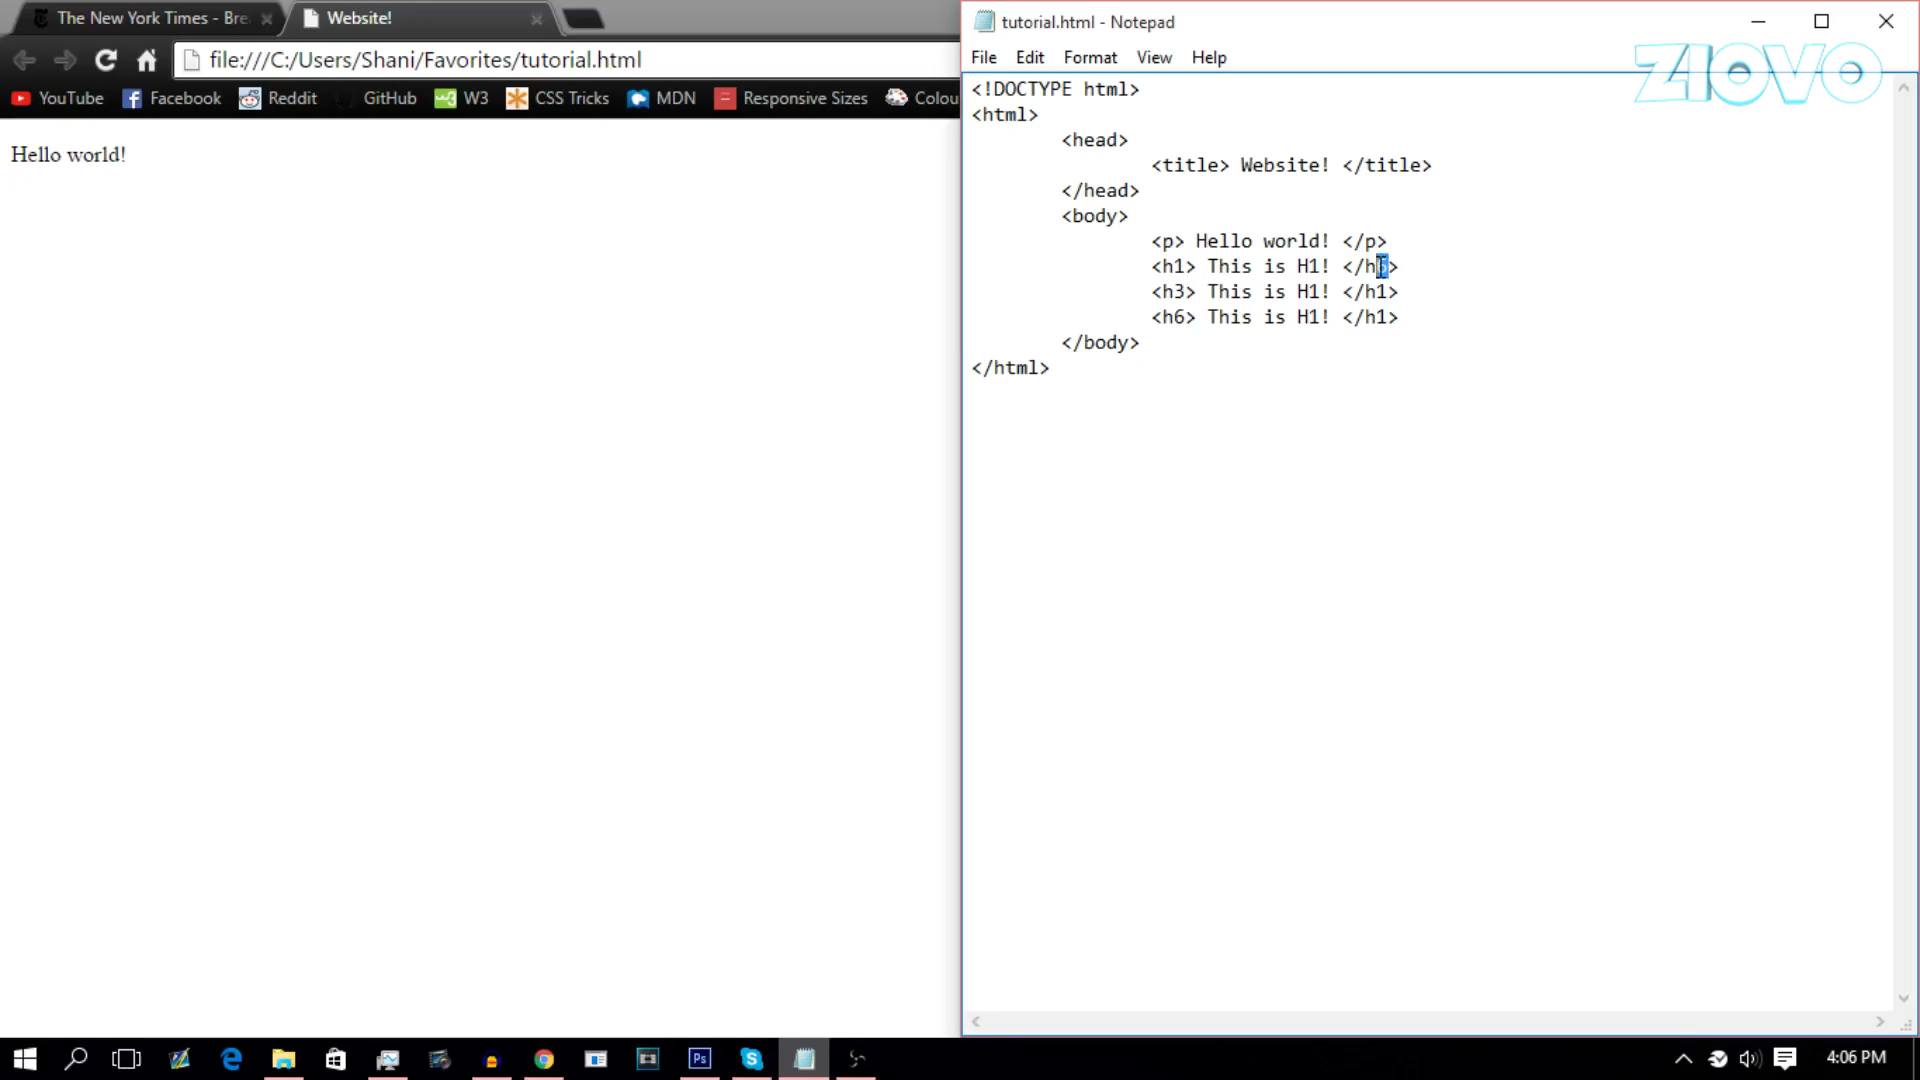 The New York Times - Bre
Website!
file:///C:/Users/Shani/Favorites/tutorial.html
YouTube Facebook Reddit GitHub W3 CSS Tricks MDN Responsive Sizes Colou
Hello world!
tutorial.html - Notepad
File Edit Format View Help
ZIOVO
<!DOCTYPE html>
<html>
<head>
<title> Website! </title>
</head>
<body>
<p> Hello world! </p>
<h1> This is H1! </h
<h3> This is H1! </h1>
<h6> This is H1! </h1>
</body>
</html>
Ps
4:06 PM